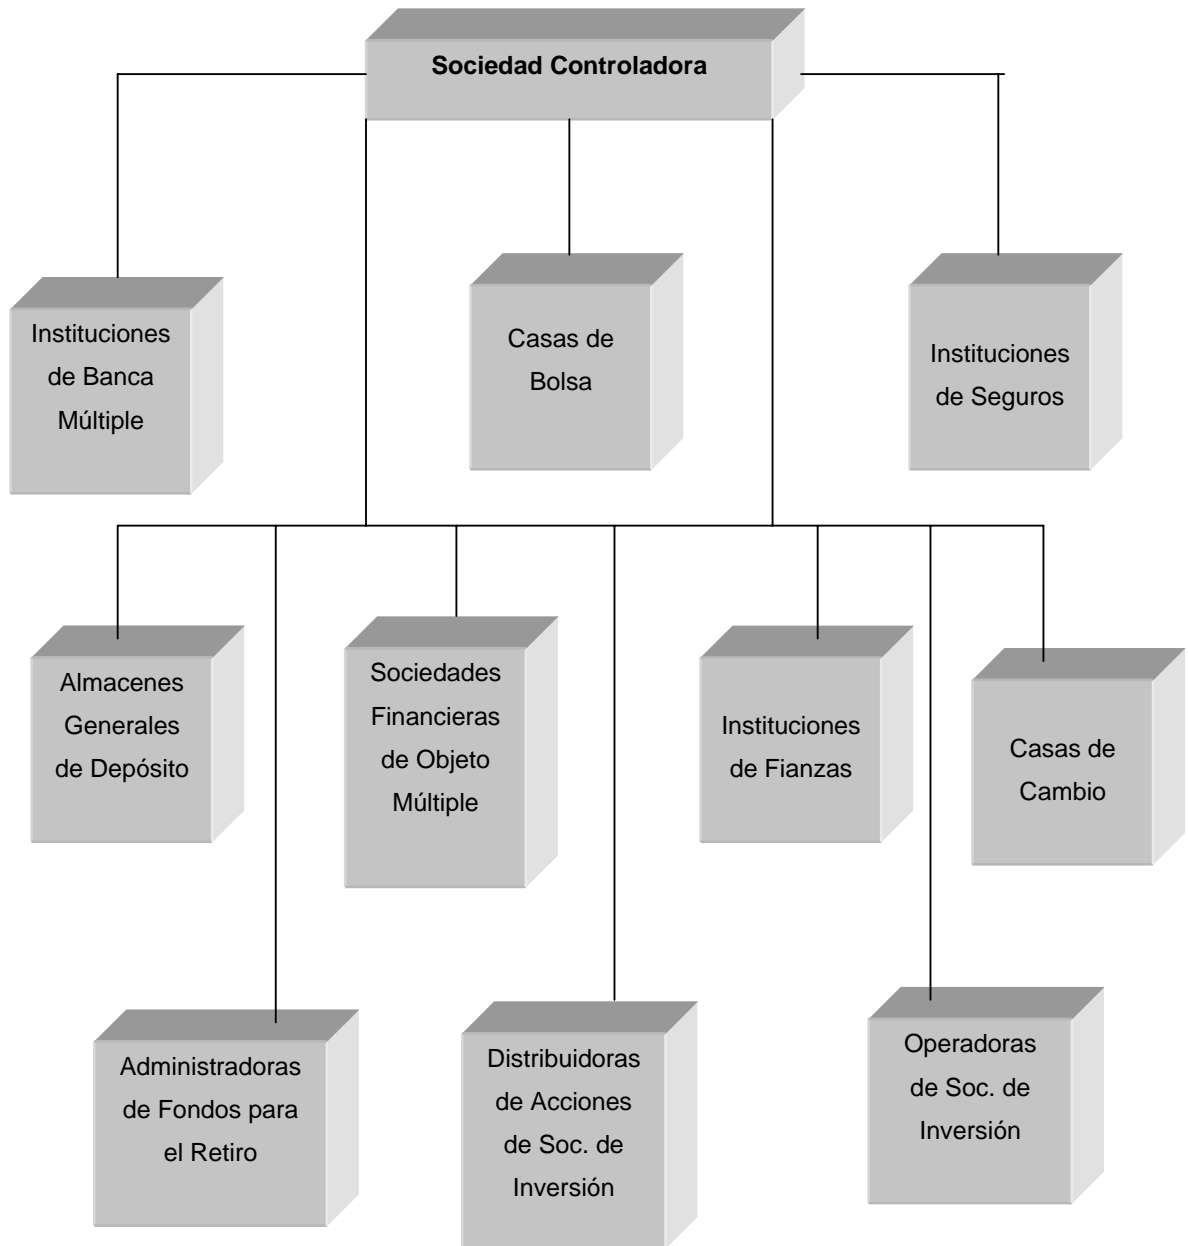 Sociedad Controladora
Instituciones
de Banca
Múltiple
Casas de
Bolsa
Instituciones
de Seguros
Almacenes
Generales
de Depósito
Sociedades
Financieras
de Objeto
Múltiple
Instituciones
de Fianzas
Casas de
Cambio
Administradoras
de Fondos para
el Retiro
Distribuidoras
de Acciones
de Soc. de
Inversión
Operadoras
de Soc. de
Inversión